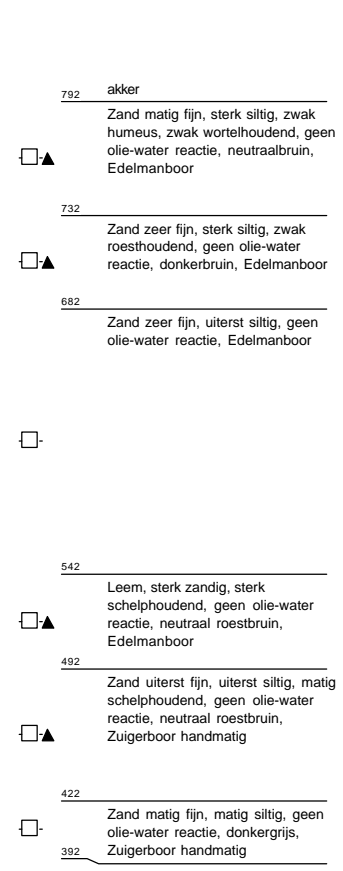 792 akker
Zand matig fijn, sterk siltig, zwak
humeus, zwak wortelhoudend, geen
olie-water reactie, neutraalbruin,
Edelmanboor
732
Zand zeer fijn, sterk siltig, zwak
roesthoudend, geen olie-water
reactie, donkerbruin, Edelmanboor
682
Zand zeer fijn, uiterst siltig, geen
olie-water reactie, Edelmanboor
542
Leem, sterk zandig, sterk
schelphoudend, geen olie-water
reactie, neutraal roestbruin,
Edelmanboor
492
Zand uiterst fijn, uiterst siltig, matig
schelphoudend, geen olie-water
reactie, neutraal roestbruin,
Zuigerboor handmatig
422
Zand matig fijn, matig siltig, geen
olie-water reactie, donkergrijs,
392 Zuigerboor handmatig